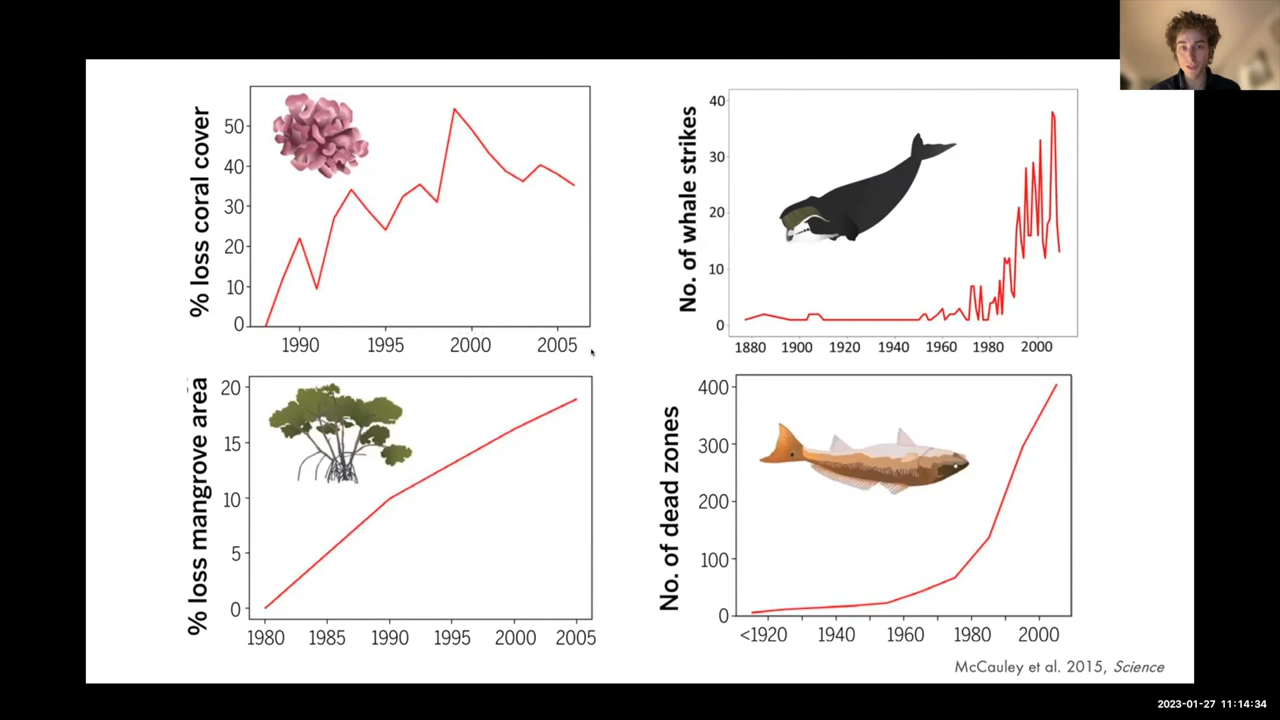 % loss coral cover
50
40
30
20
10
0
1990 1995 2000 2005
No. of whale strikes
40
30
20
10
0
1880 1900 1920 1940 1960 1980 2000
% loss mangrove area
20
15
10
5
0
1980 1985 1990 1995 2000 2005
No. of dead zones
400
300
200
100
0
<1920 1940 1960 1980 2000
McCauley et al. 2015, Science
2023-01-27 11:14:34